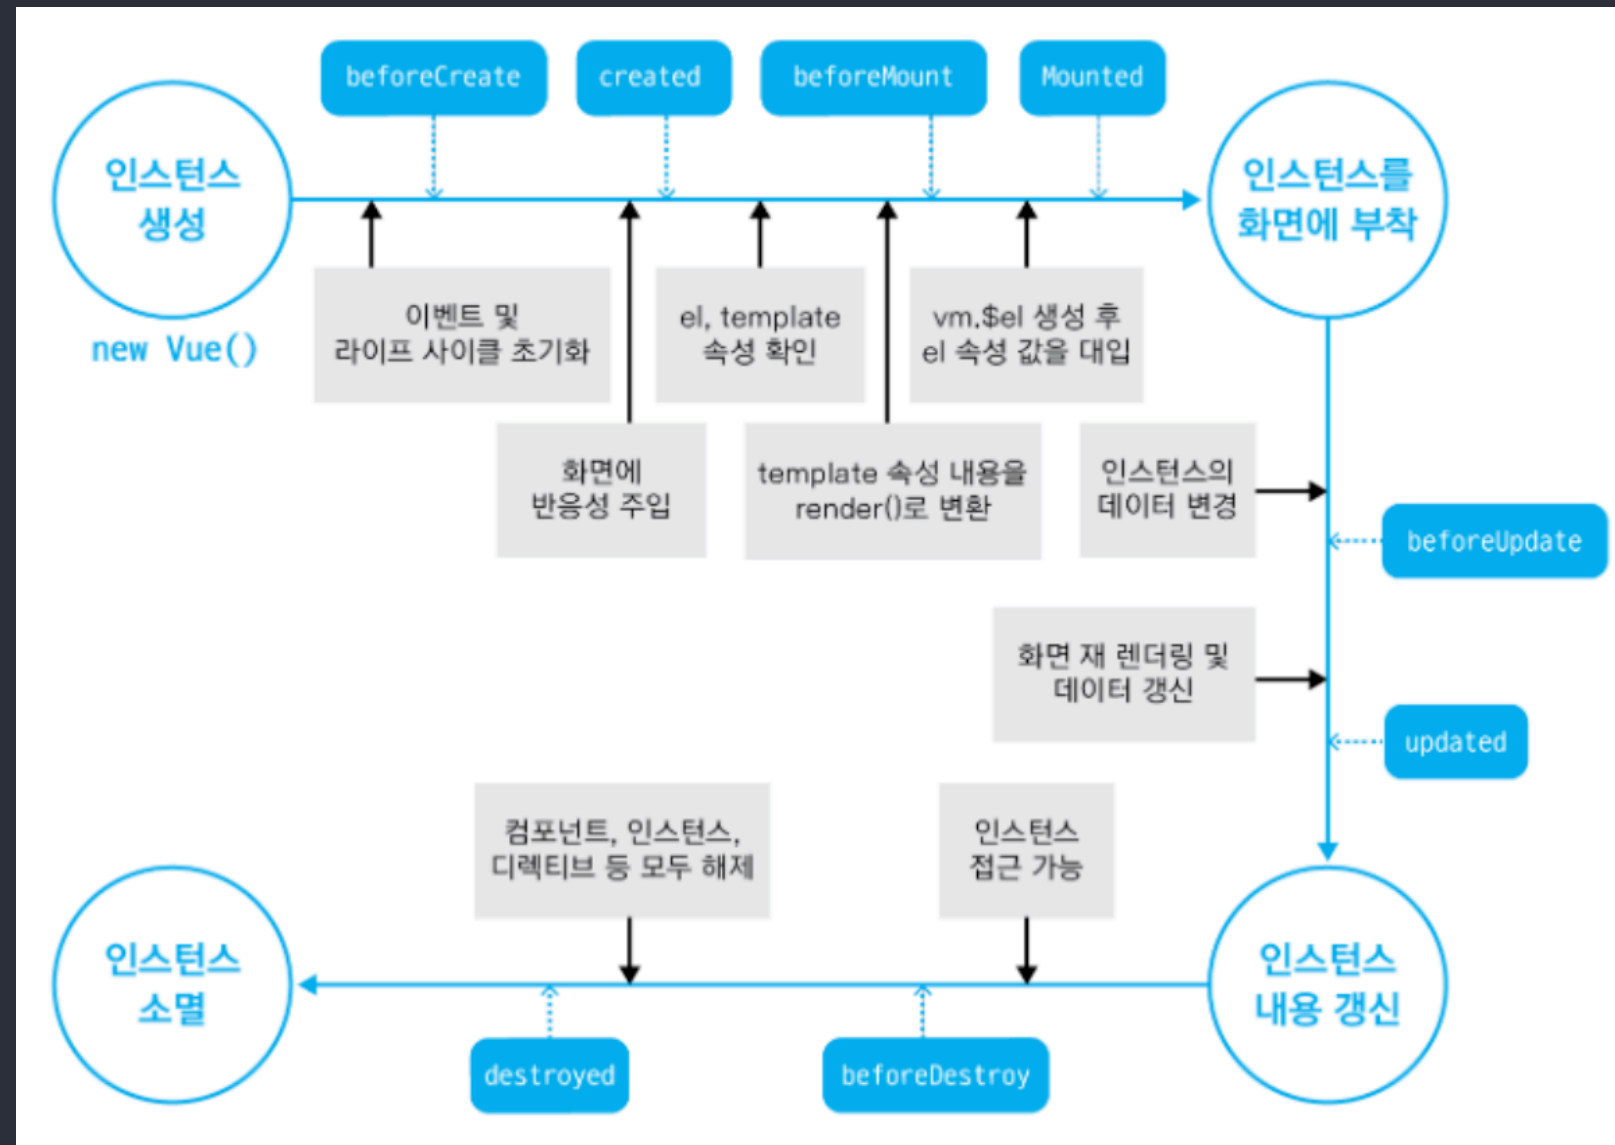 beforeCreate
created
beforeMount
Mounted
인스턴스
생성
new Vue()
인스턴스를
화면에 부착
이벤트 및
라이프 사이클 초기화
el, template
속성 확인
vm.$el 생성 후
el 속성 값을 대입
화면에
반응성 주입
template 속성 내용을
render()로 변환
인스턴스의
데이터 변경
beforeUpdate
화면 재 렌더링 및
데이터 갱신
updated
컴포넌트, 인스턴스,
디렉티브 등 모두 해제
인스턴스
접근 가능
인스턴스
소멸
인스턴스
내용 갱신
destroyed
beforeDestroy